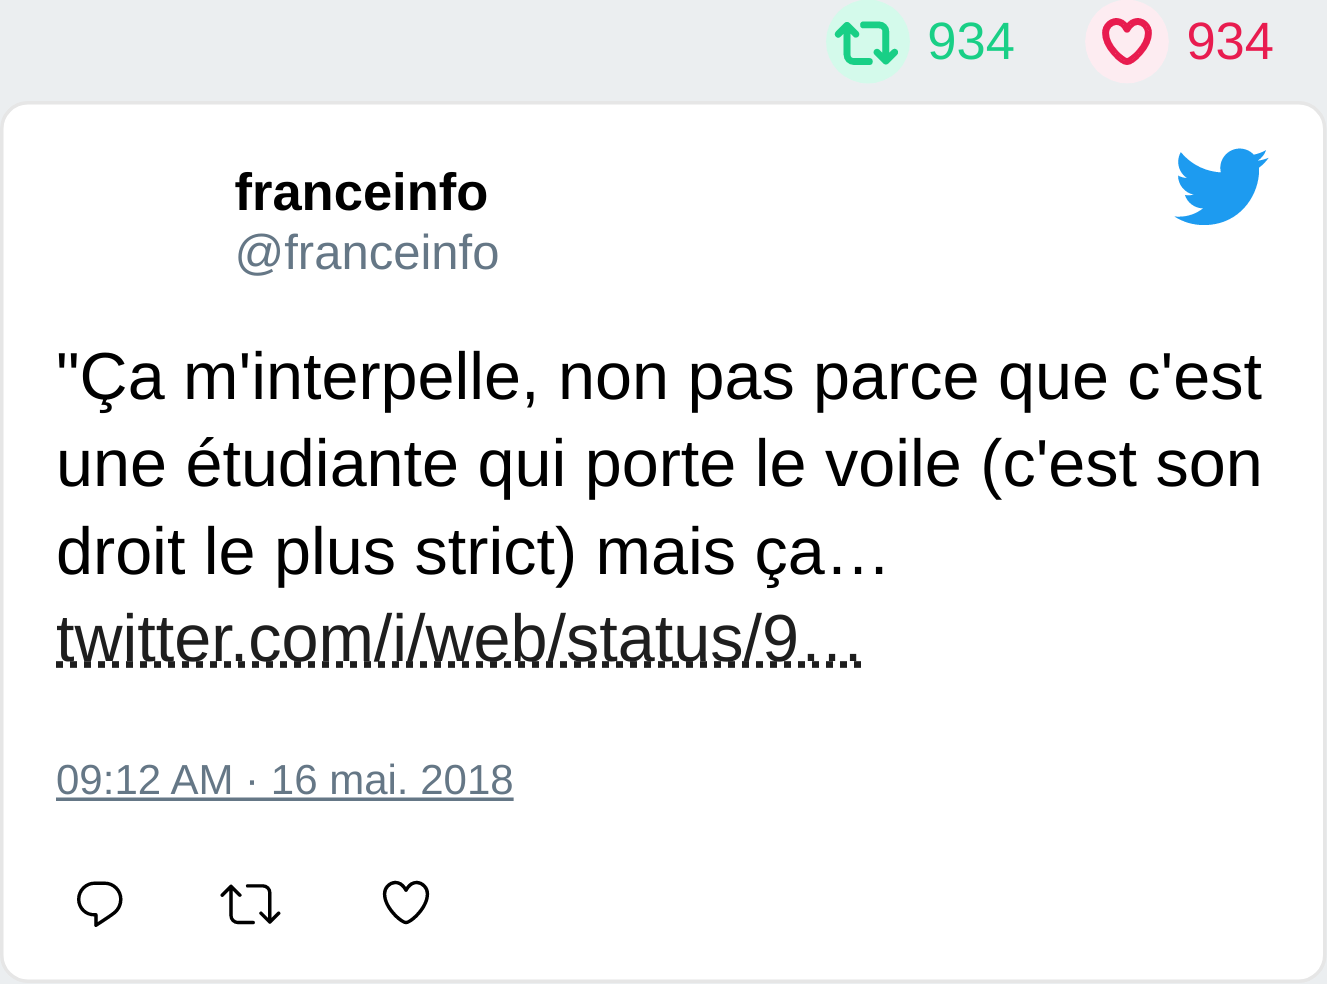 934 934
franceinfo
@franceinfo
"Ça m'interpelle, non pas parce que c'est
une étudiante qui porte le voile (c'est son
droit le plus strict) mais ça…
twitter.com/i/web/status/9…
09:12 AM · 16 mai. 2018